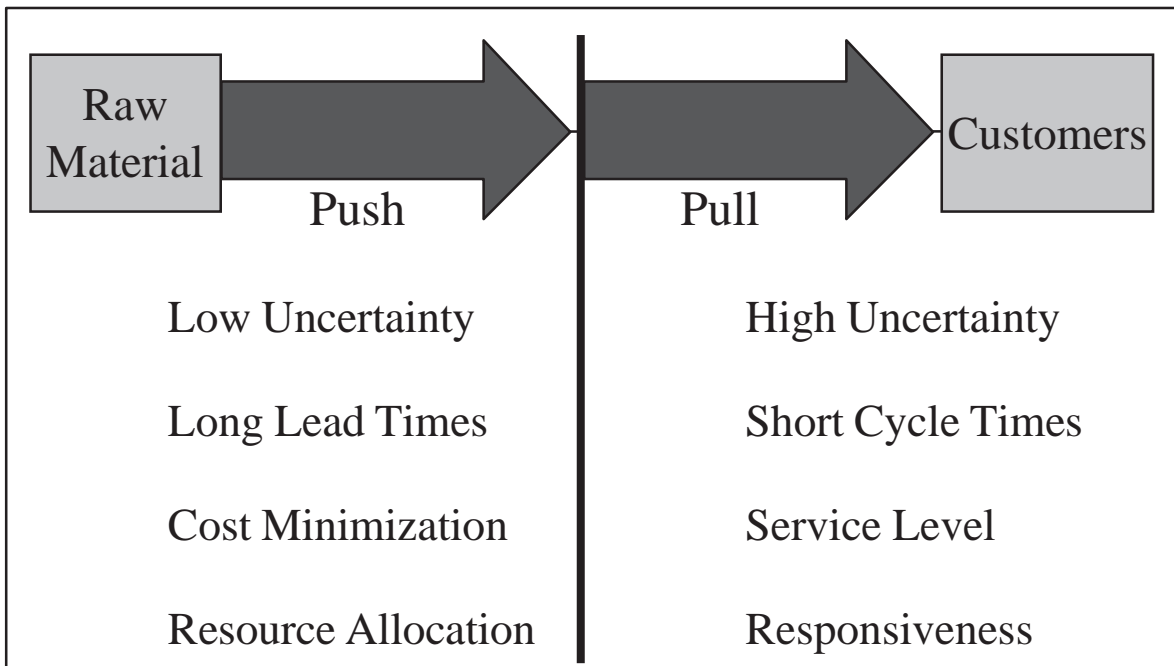 Raw
Material
Customers
Push
Pull
Low Uncertainty
High Uncertainty
Long Lead Times
Short Cycle Times
Cost Minimization
Service Level
Resource Allocation
Responsiveness